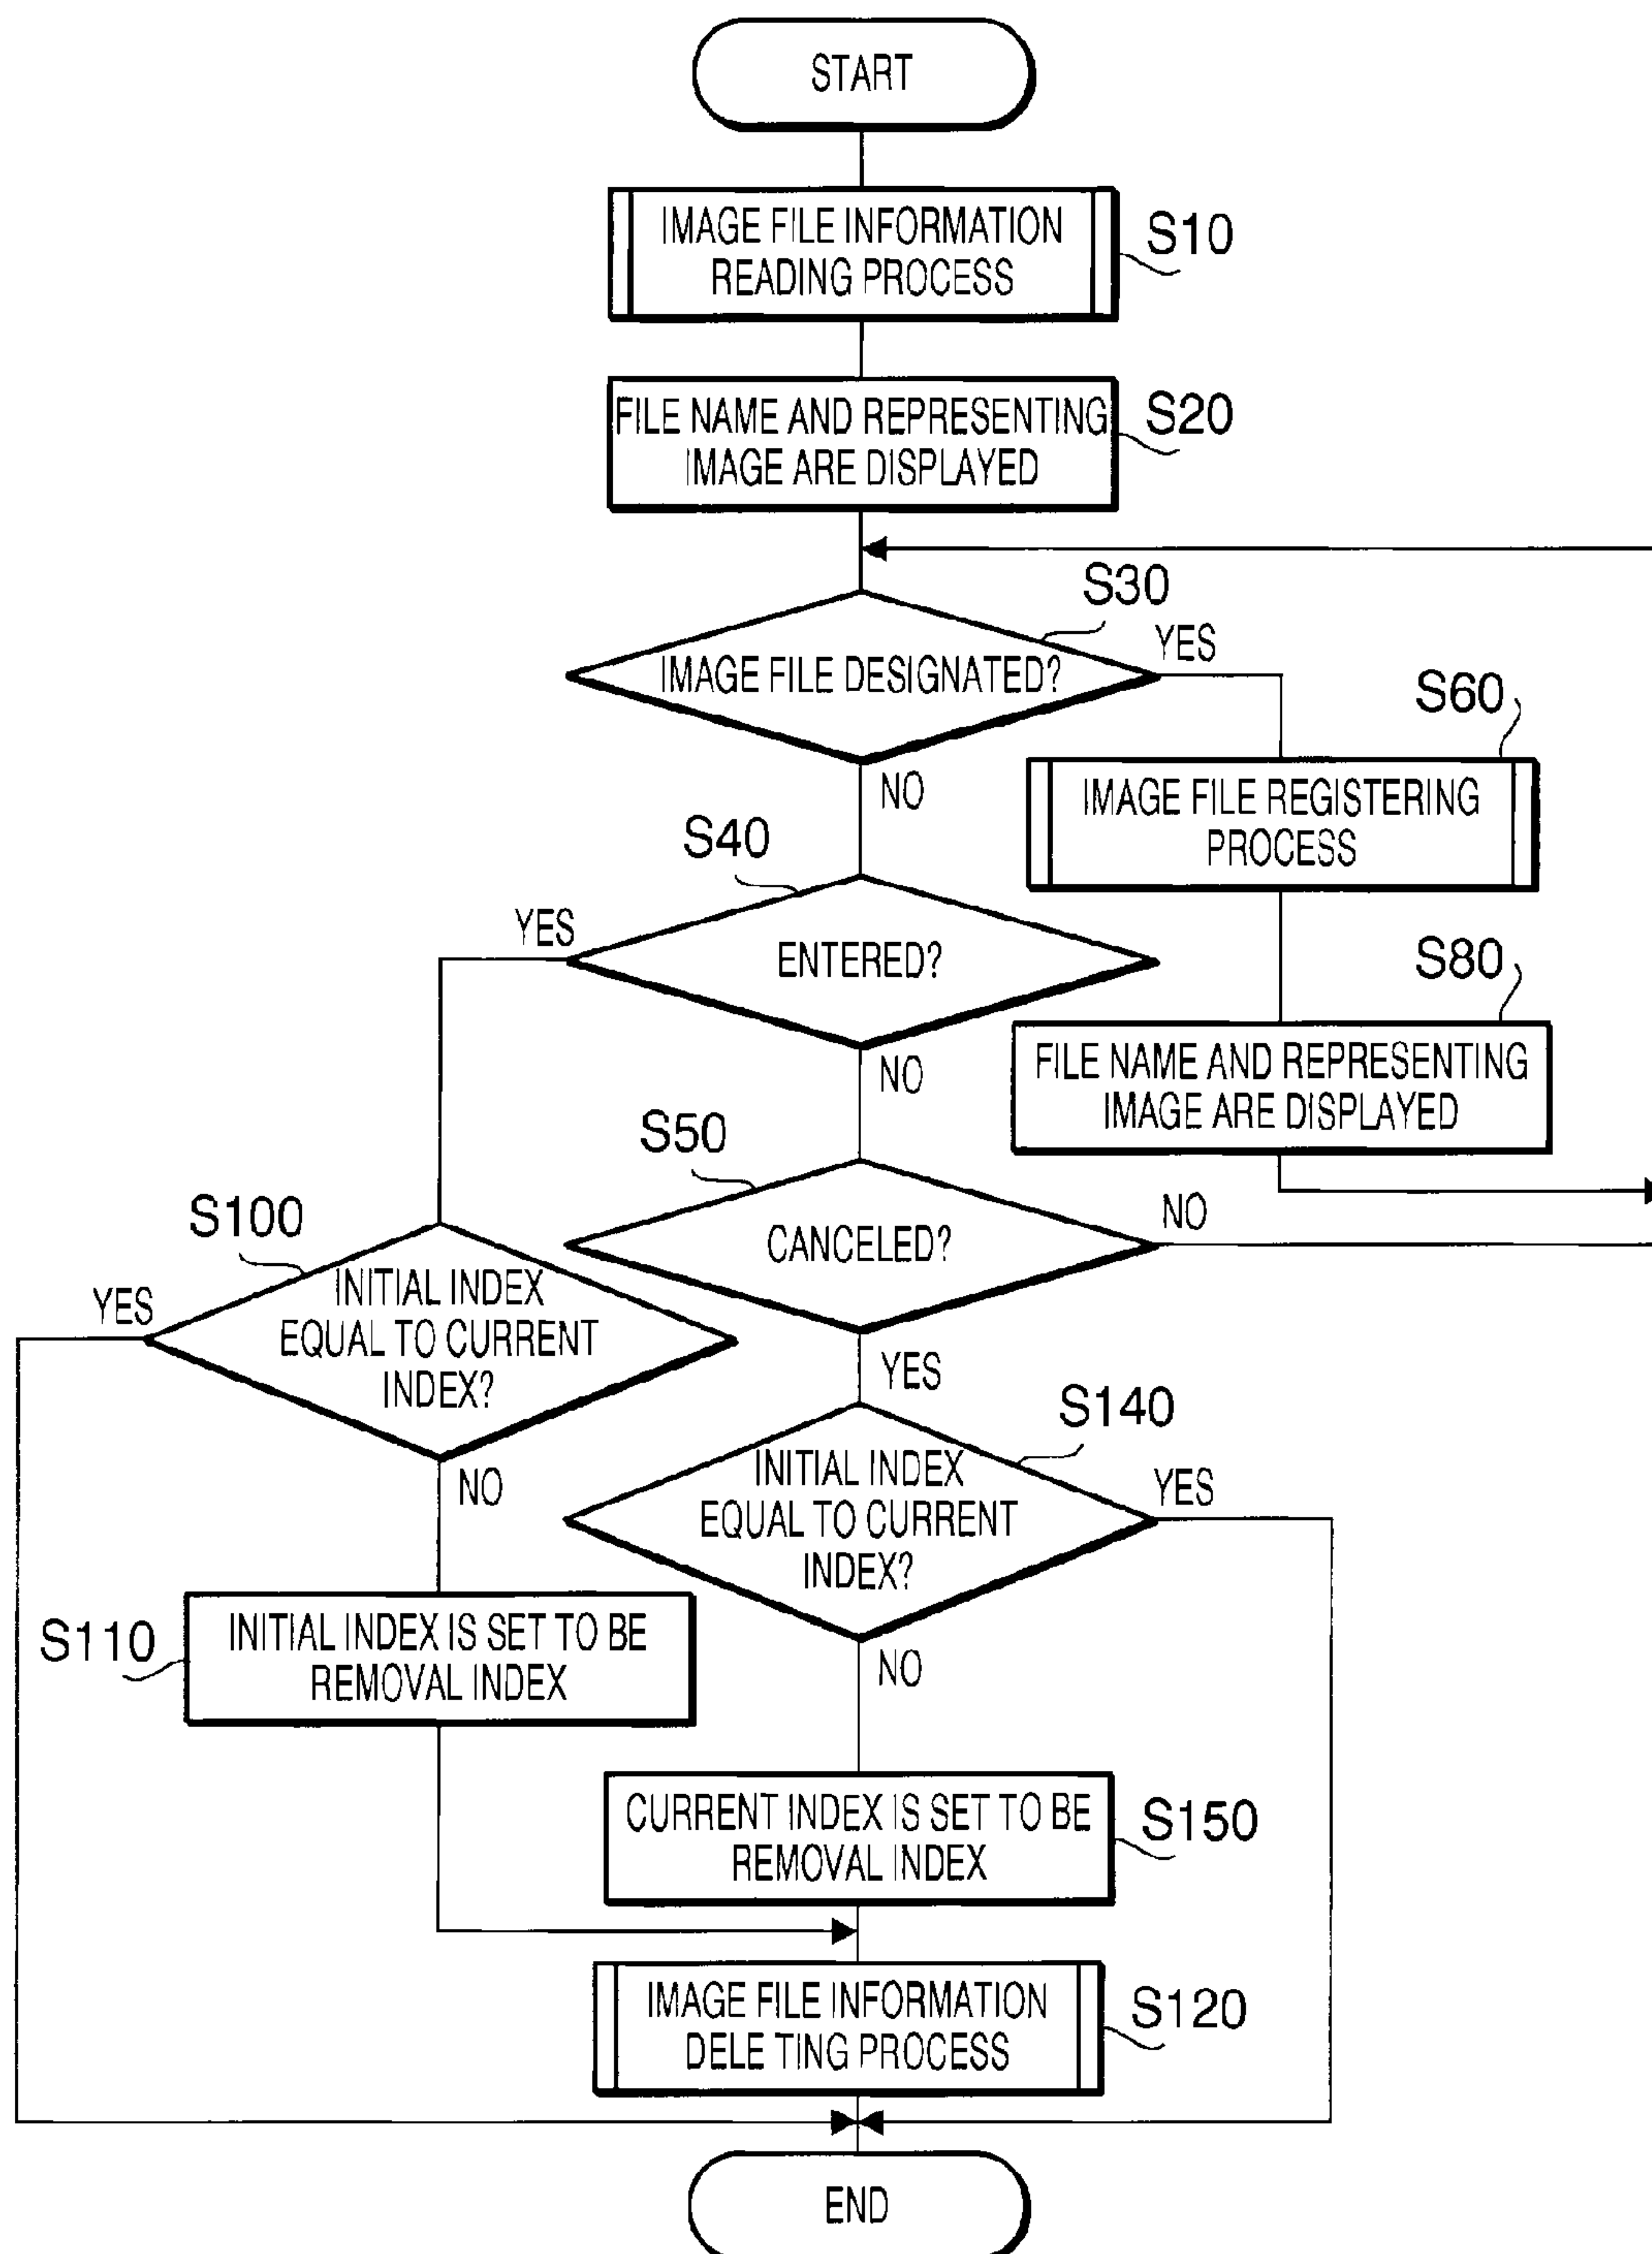 START
IMAGE FILE INFORMATION
READING PROCESS
S10
FILE NAME AND REPRESENTING
IMAGE ARE DISPLAYED
S20
S30
IMAGE FILE DESIGNATED?
YES
NO
S60
IMAGE FILE REGISTERING
PROCESS
S40
YES
ENTERED?
NO
S80
FILE NAME AND REPRESENTING
IMAGE ARE DISPLAYED
S50
CANCELED?
NO
YES
S100
YES
INITIAL INDEX
EQUAL TO CURRENT
INDEX?
NO
S140
INITIAL INDEX
EQUAL TO CURRENT
INDEX?
YES
NO
S110
INITIAL INDEX IS SET TO BE
REMOVAL INDEX
CURRENT INDEX IS SET TO BE
REMOVAL INDEX
S150
IMAGE FILE INFORMATION
DELE TING PROCESS
S120
END